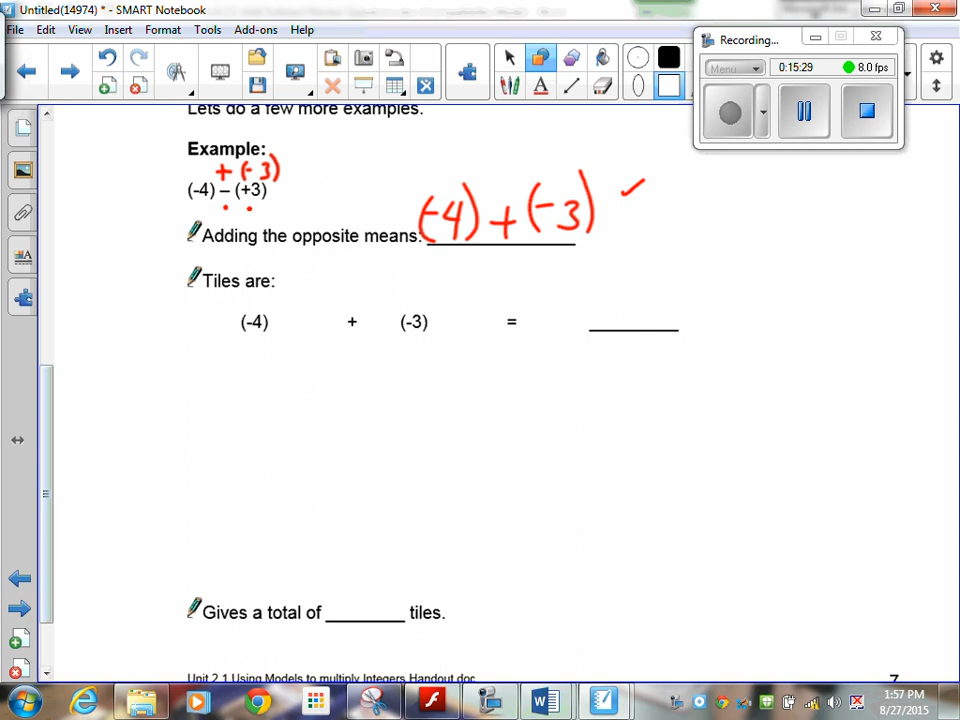 Untitled(14974) * - SMART Notebook
File Edit View Insert Format Tools Add-ons Help
Recording...
Menu 0:15:29 8.0 fps
Lets do a few more examples.
Example:
+ (-3)
(-4) – (+3)
Adding the opposite means: (-4) + (-3) ✓
Tiles are:
(-4) + (-3) = ________
Gives a total of ________ tiles.
Unit 2.1 Using Models to multiply Integers Handout.doc
7
1:57 PM
8/27/2015